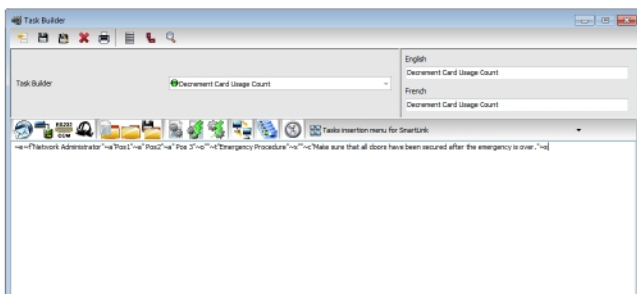 Task Builder
English
Decrement Card Usage Count
Task Builder
Decrement Card Usage Count
French
Decrement Card Usage Count
RS232
COM
Tasks insertion menu for SmartLink
~e~f"Network Administrator"~a"Pos1"~a" Pos2"~a" Pos 3"~o""~t"Emergency Procedure"~v""~c"Make sure that all doors have been secured after the emergency is over."~s